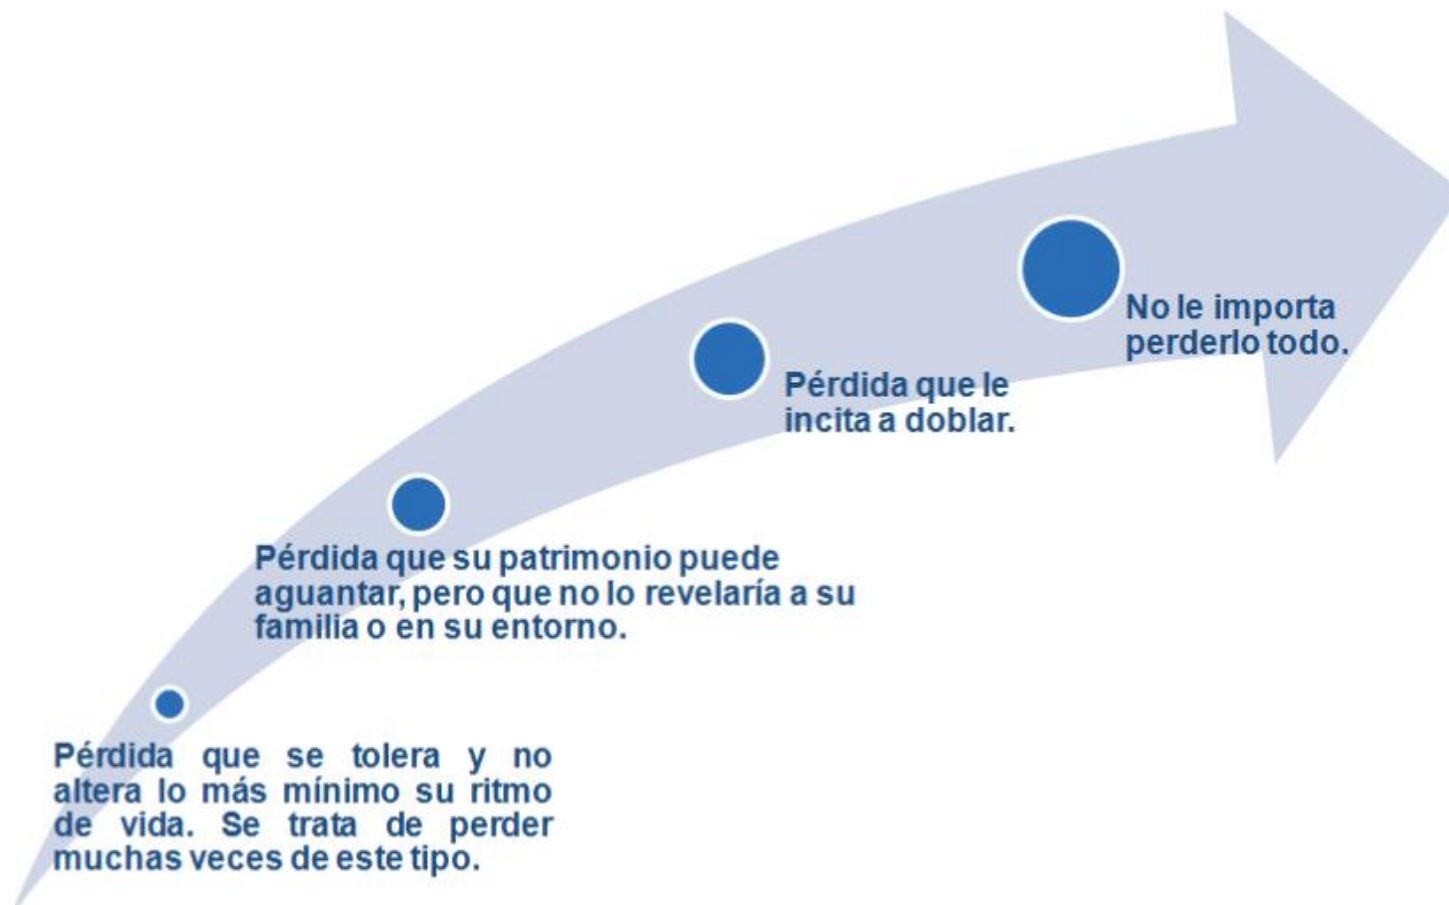 No le importa
perderlo todo.
Pérdida que le
incita a doblar.
Pérdida que su patrimonio puede
aguantar, pero que no lo revelaría a su
familia o en su entorno.
Pérdida que se tolera y no
altera lo más mínimo su ritmo
de vida. Se trata de perder
muchas veces de este tipo.